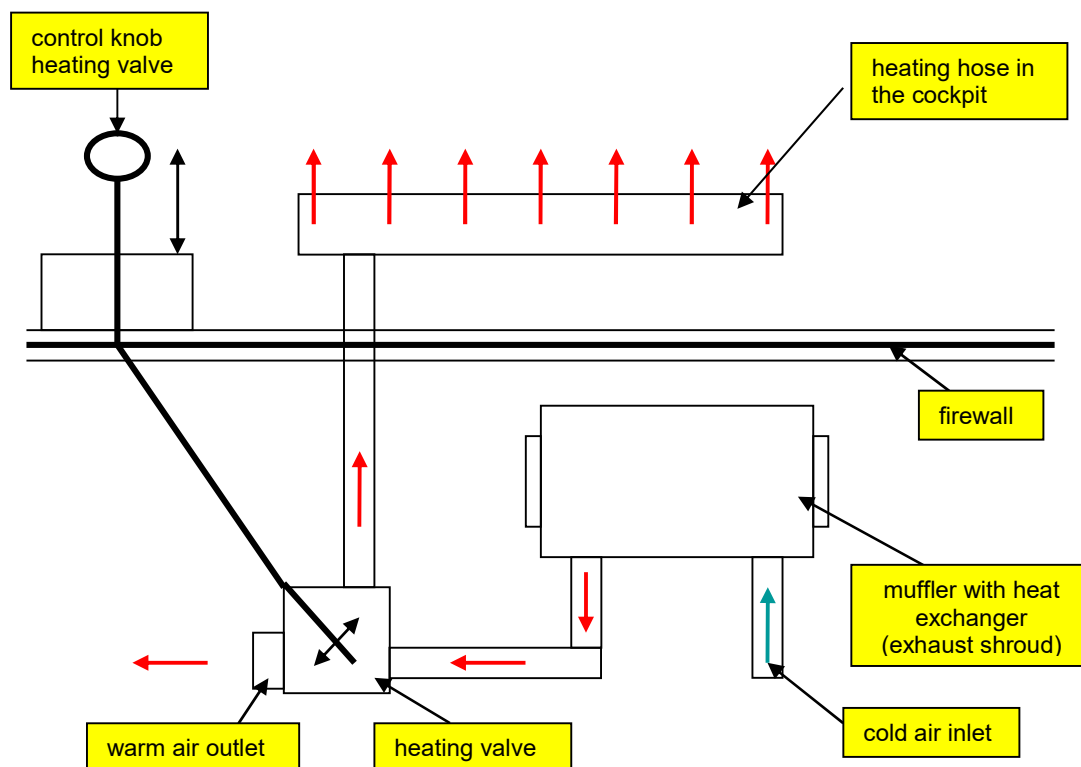 control knob
heating valve
heating hose in
the cockpit
firewall
muffler with heat
exchanger
(exhaust shroud)
warm air outlet
heating valve
cold air inlet